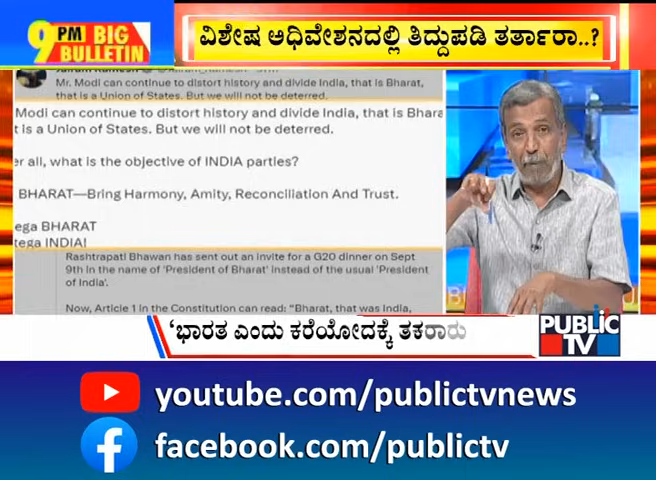 9PM BIG
BULLETIN
ವಿಶೇಷ ಅಧಿವೇಶನದಲ್ಲಿ ತಿದ್ದುಪಡಿ ತರ್ತಾರಾ..?
Jairam Ramesh
Mr. Modi can continue to distort history and divide India, that is Bharat,
that is a Union of States. But we will not be deterred.
Modi can continue to distort history and divide India, that is Bhara
t is a Union of States. But we will not be deterred.
er all, what is the objective of INDIA parties?
BHARAT—Bring Harmony, Amity, Reconciliation And Trust.
ega BHARAT
tega INDIA!
Rashtrapati Bhawan has sent out an invite for a G20 dinner on Sept
9th in the name of 'President of Bharat' instead of the usual 'President
of India'.
Now, Article 1 in the Constitution can read: “Bharat, that was India,
'ಭಾರತ ಎಂದು ಕರೆಯೋದಕ್ಕೆ ತಕರಾರು
PUBLIC
TV
youtube.com/publictvnews
facebook.com/publictv